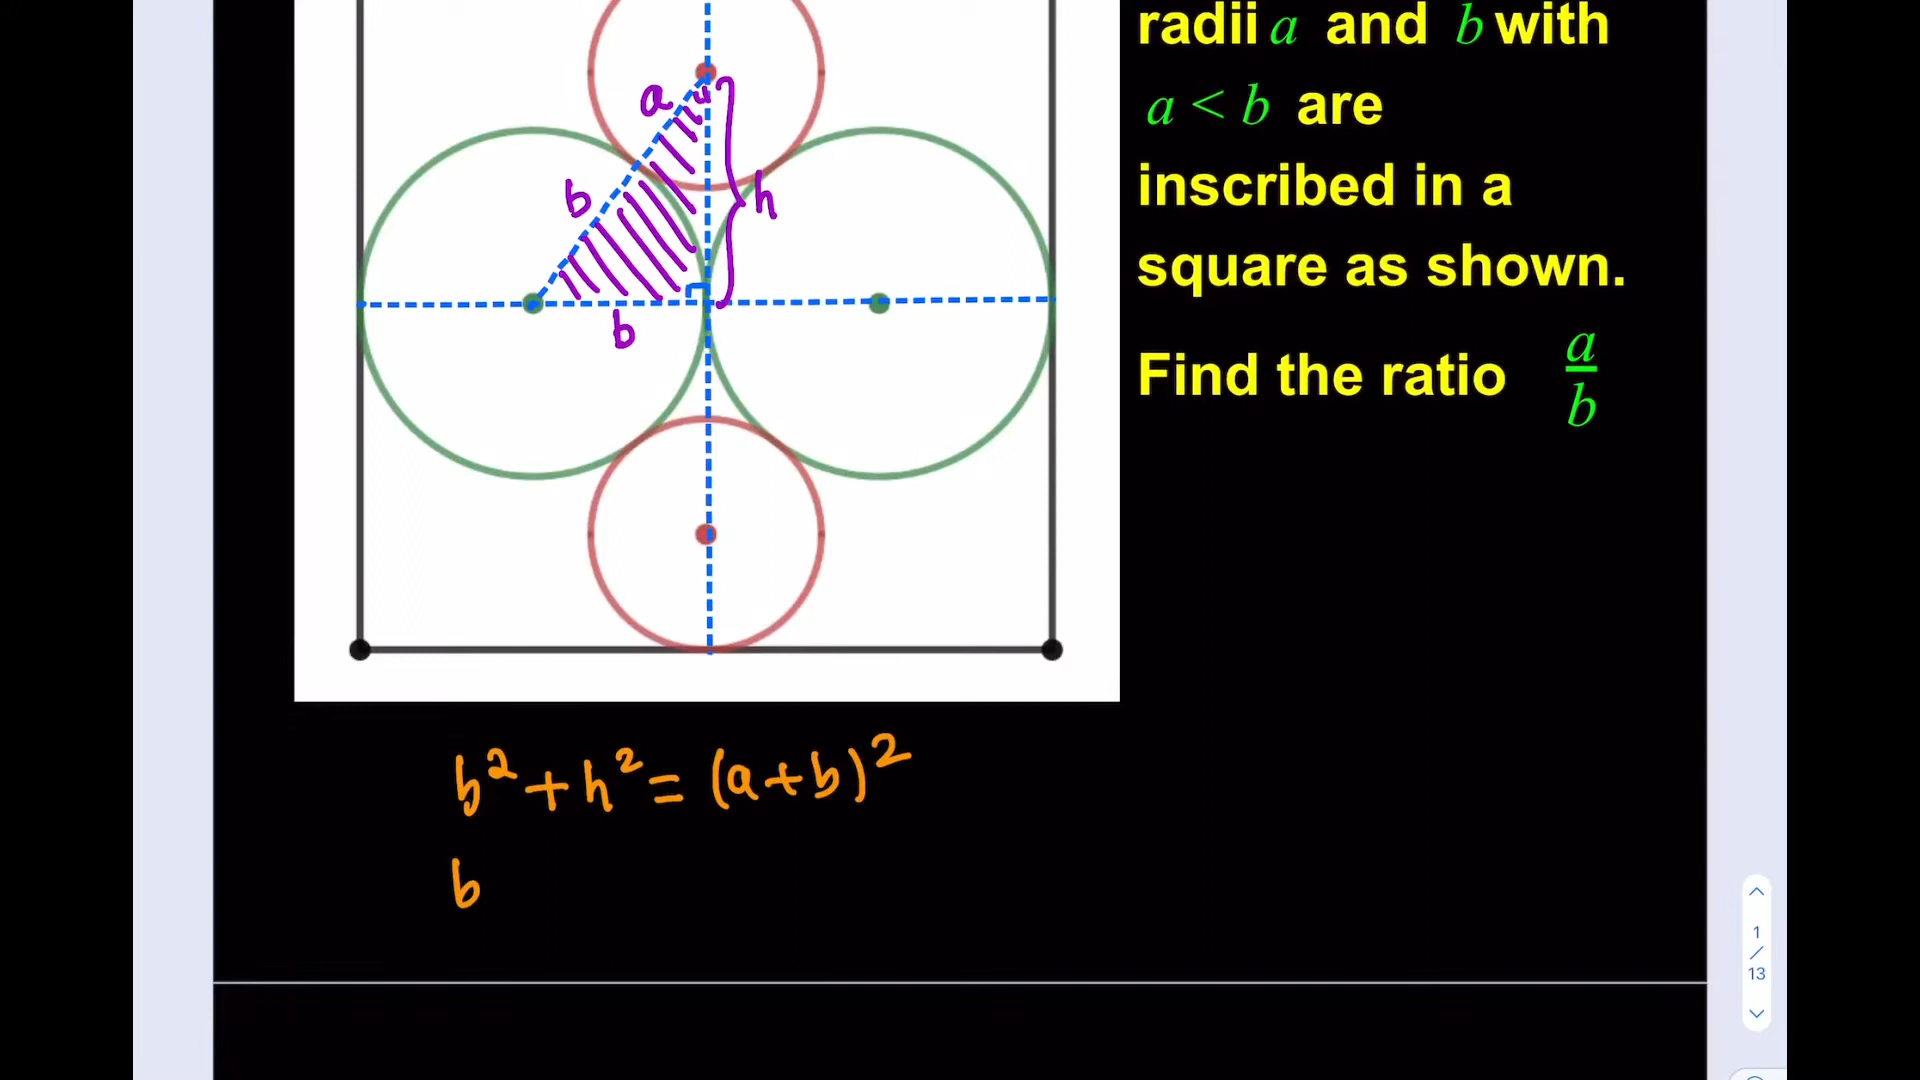 radii a and b with
a < b are
inscribed in a
square as shown.
Find the ratio a/b
a
b
h
b
b² + h² = (a+b)²
b
1
/
13